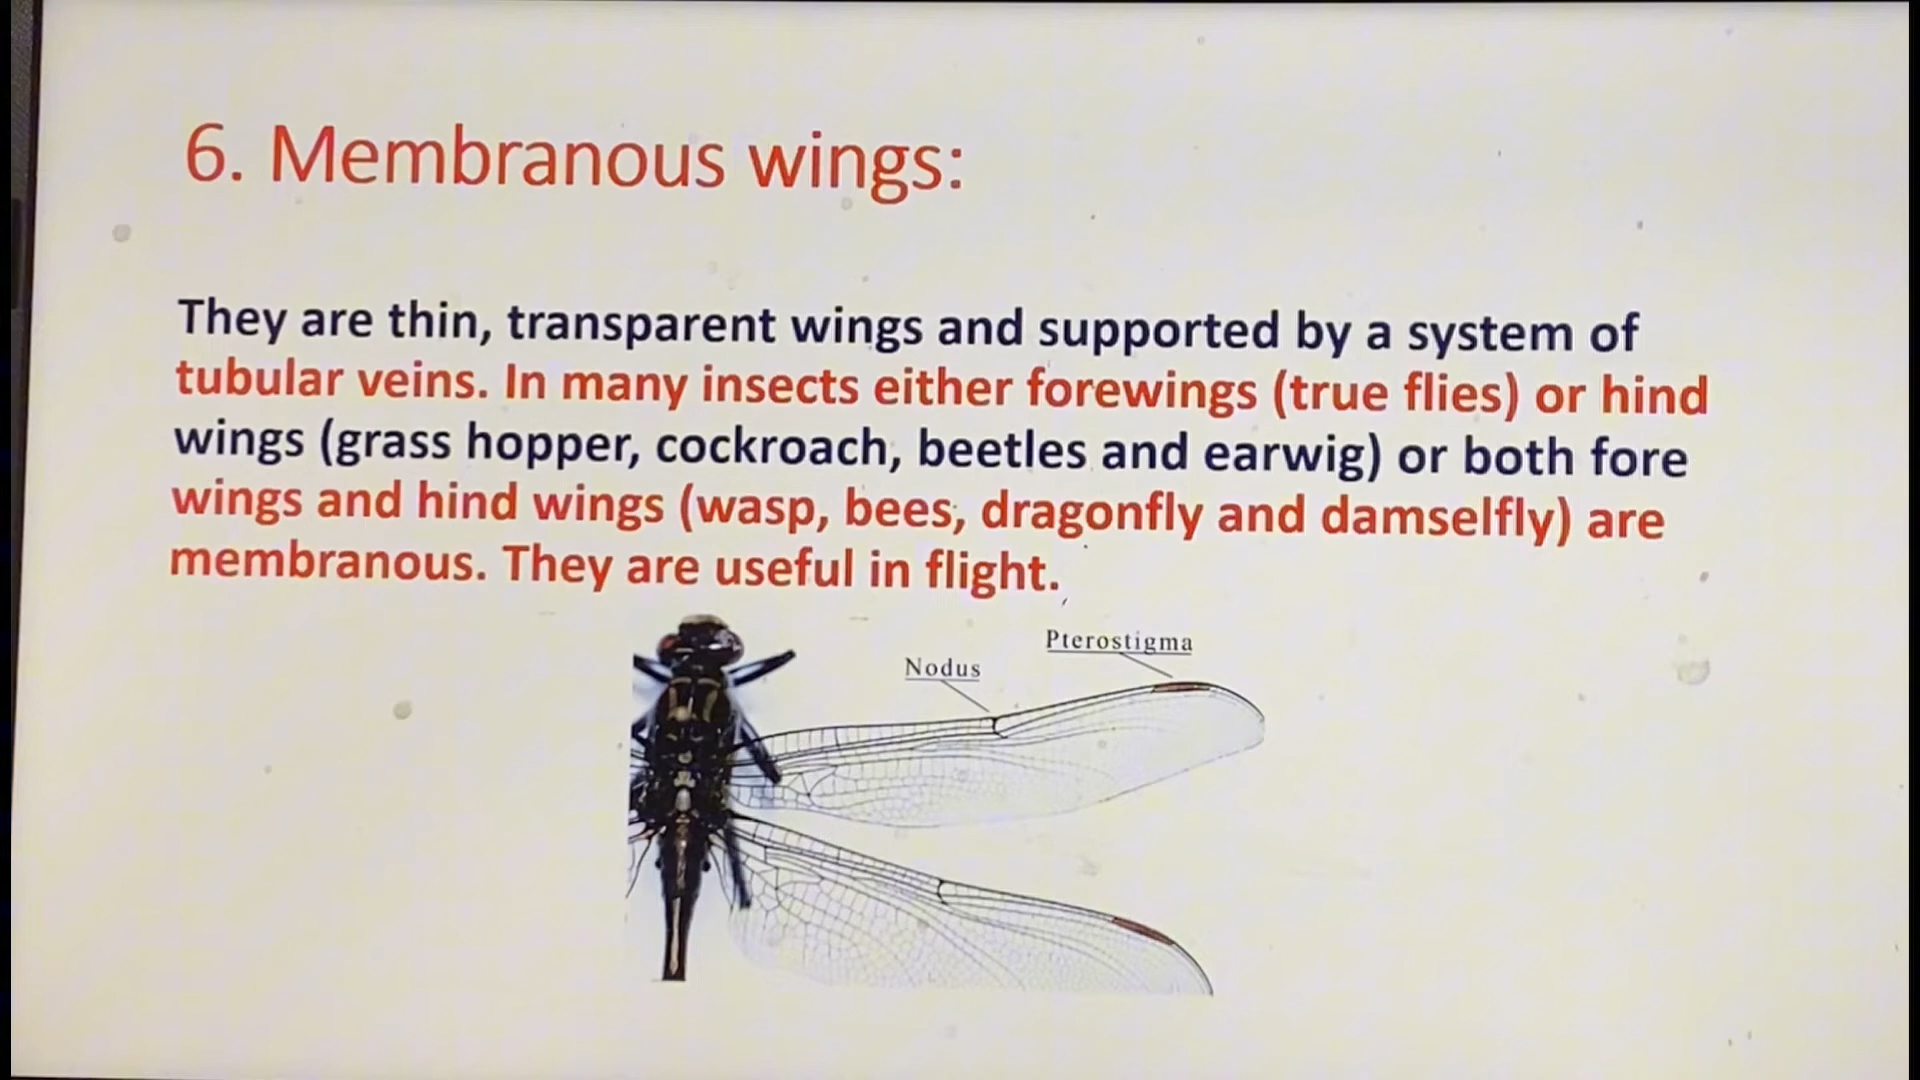 6. Membranous wings:
They are thin, transparent wings and supported by a system of
tubular veins. In many insects either forewings (true flies) or hind
wings (grass hopper, cockroach, beetles and earwig) or both fore
wings and hind wings (wasp, bees, dragonfly and damselfly) are
membranous. They are useful in flight.
Pterostigma
Nodus